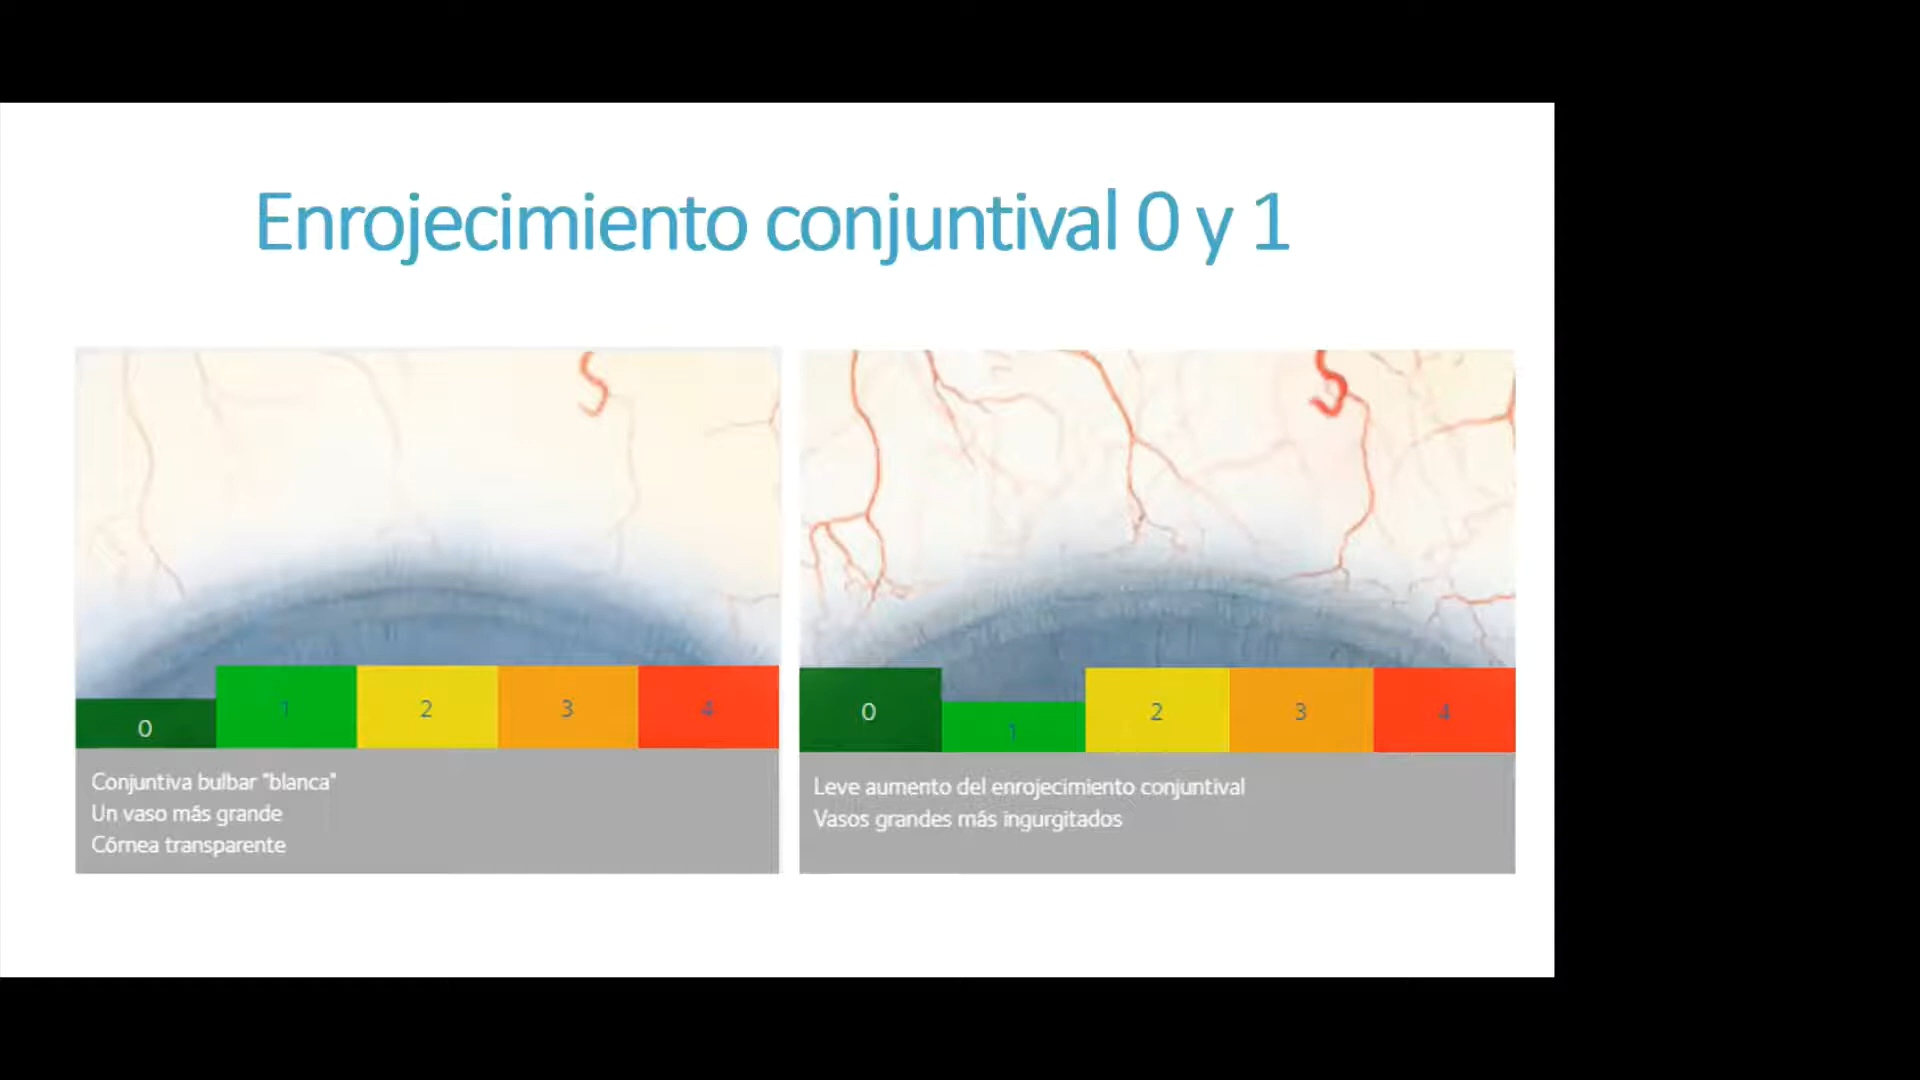 Enrojecimiento conjuntival 0 y 1
0 1 2 3 4
Conjuntiva bulbar "blanca"
Un vaso más grande
Córnea transparente
0 1 2 3 4
Leve aumento del enrojecimiento conjuntival
Vasos grandes más ingurgitados